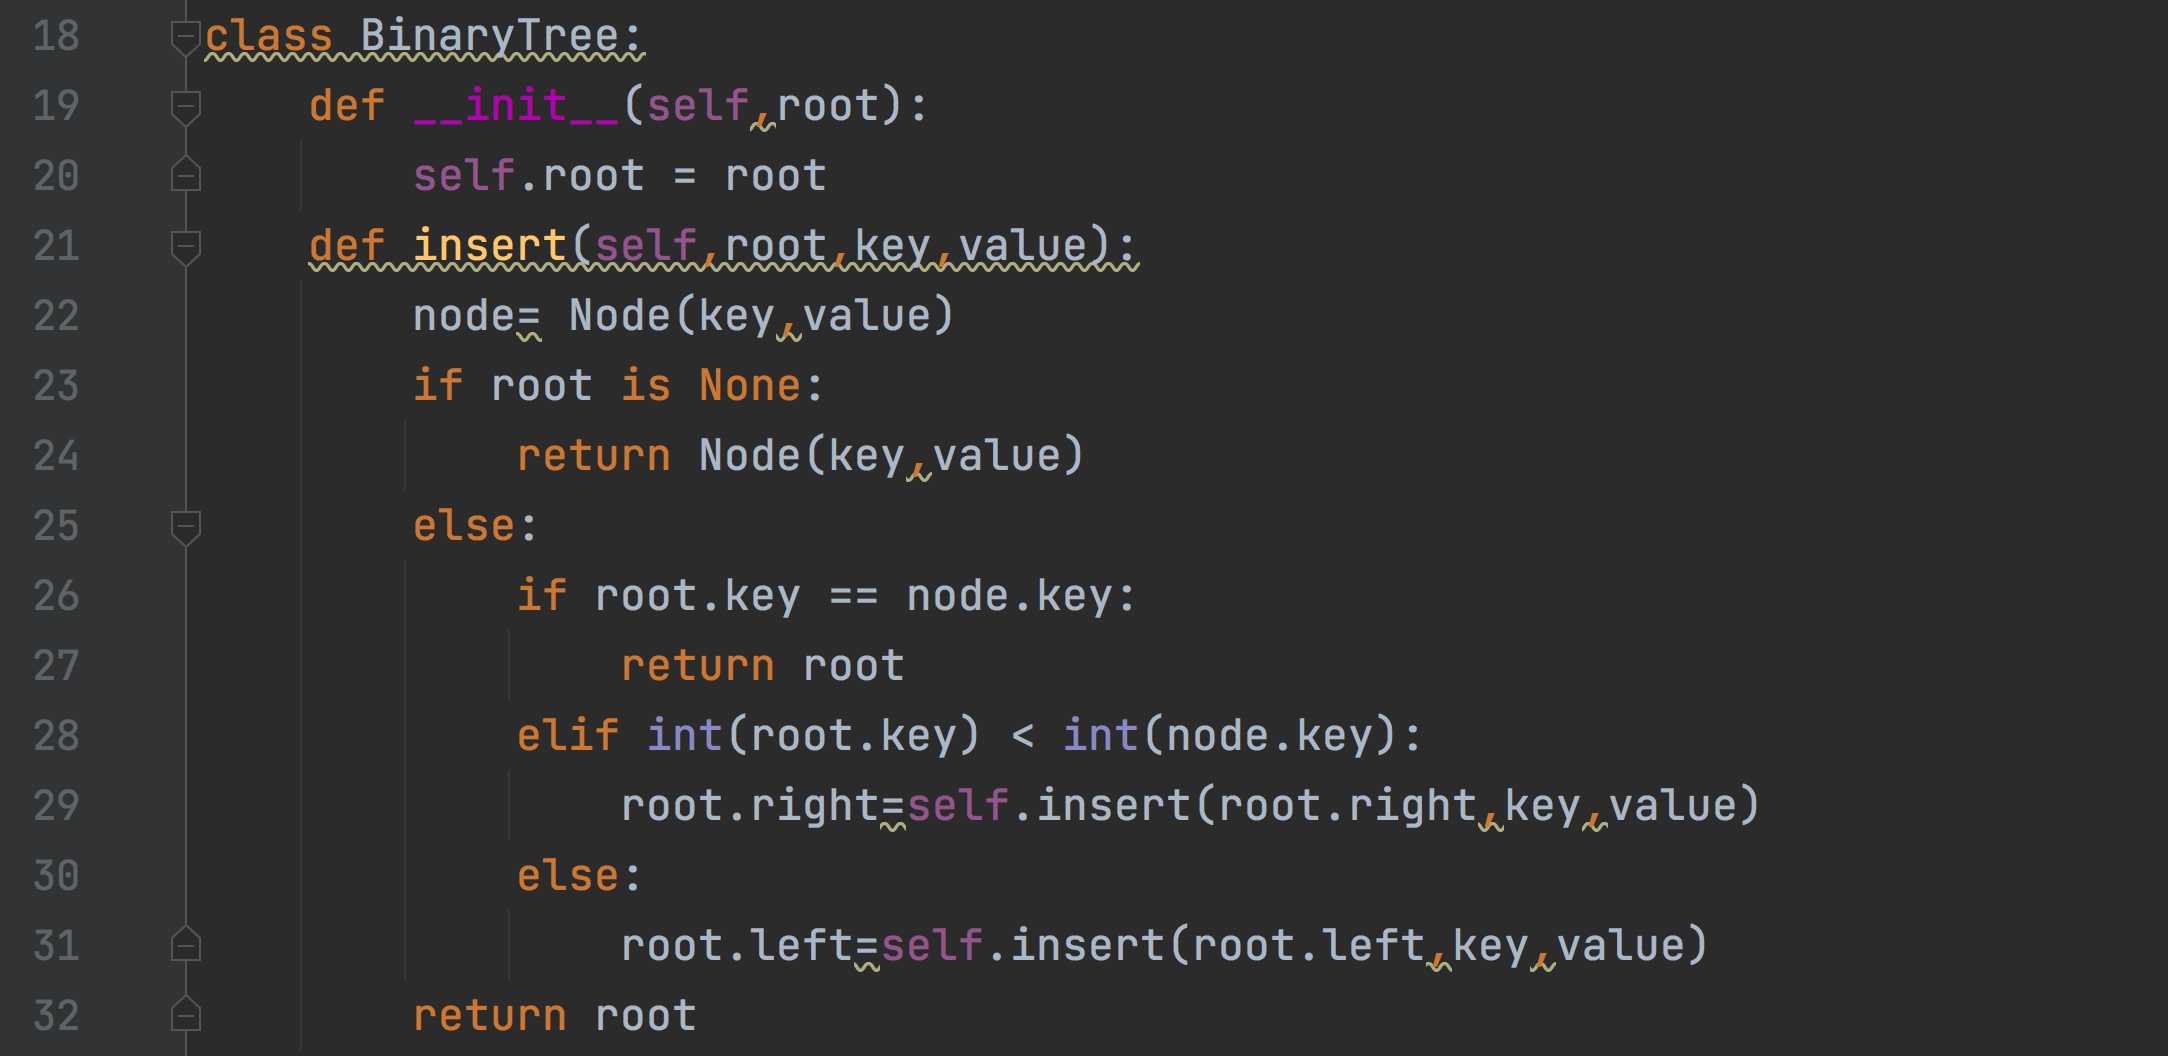 18 class BinaryTree:
19     def __init__(self,root):
20         self.root = root
21     def insert(self,root,key,value):
22         node= Node(key,value)
23         if root is None:
24             return Node(key,value)
25         else:
26             if root.key == node.key:
27                 return root
28             elif int(root.key) < int(node.key):
29                 root.right=self.insert(root.right,key,value)
30             else:
31                 root.left=self.insert(root.left,key,value)
32         return root